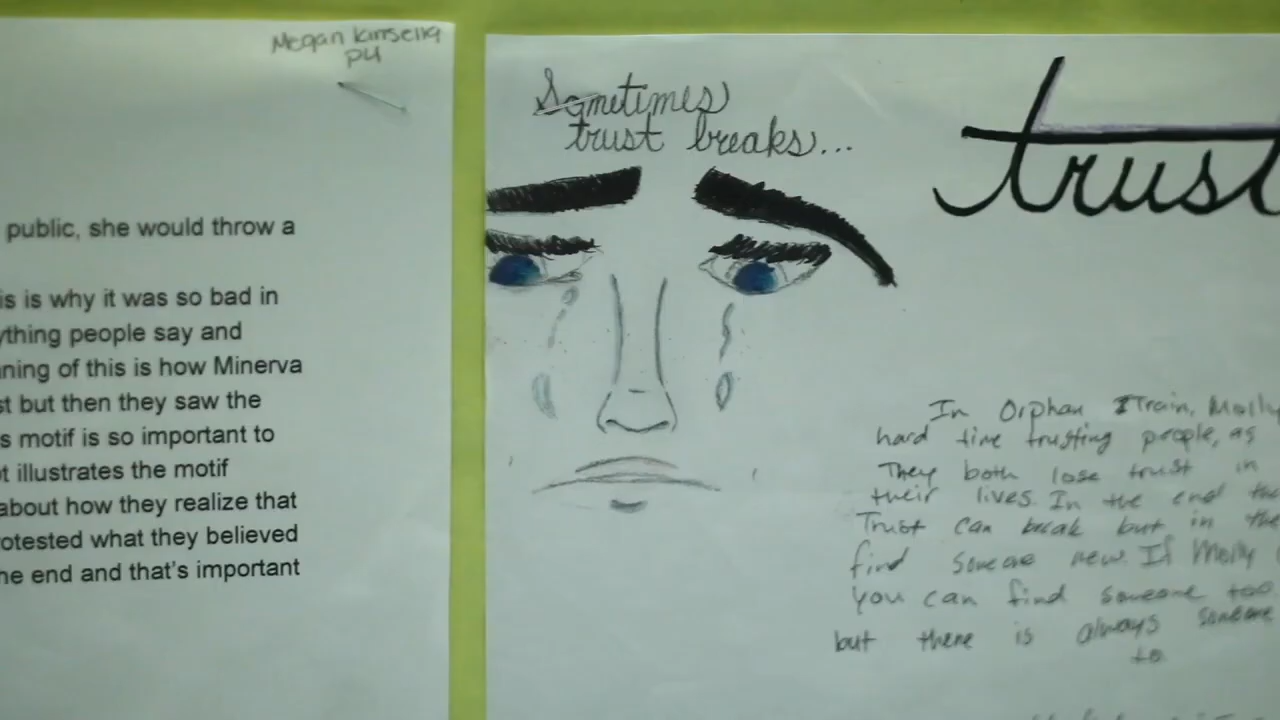 Megan Kinsella
P4
public, she would throw a
is is why it was so bad in
ything people say and
ning of this is how Minerva
st but then they saw the
s motif is so important to
ot illustrates the motif
about how they realize that
rotested what they believed
he end and that's important
Sometimes
trust breaks...
trust
In Orphan Train, Molly
hard time trusting people, as
They both lose trust in
their lives. In the end the
Trust can break but in the
find someone new. If Molly
you can find someone too
but there is always someone
to